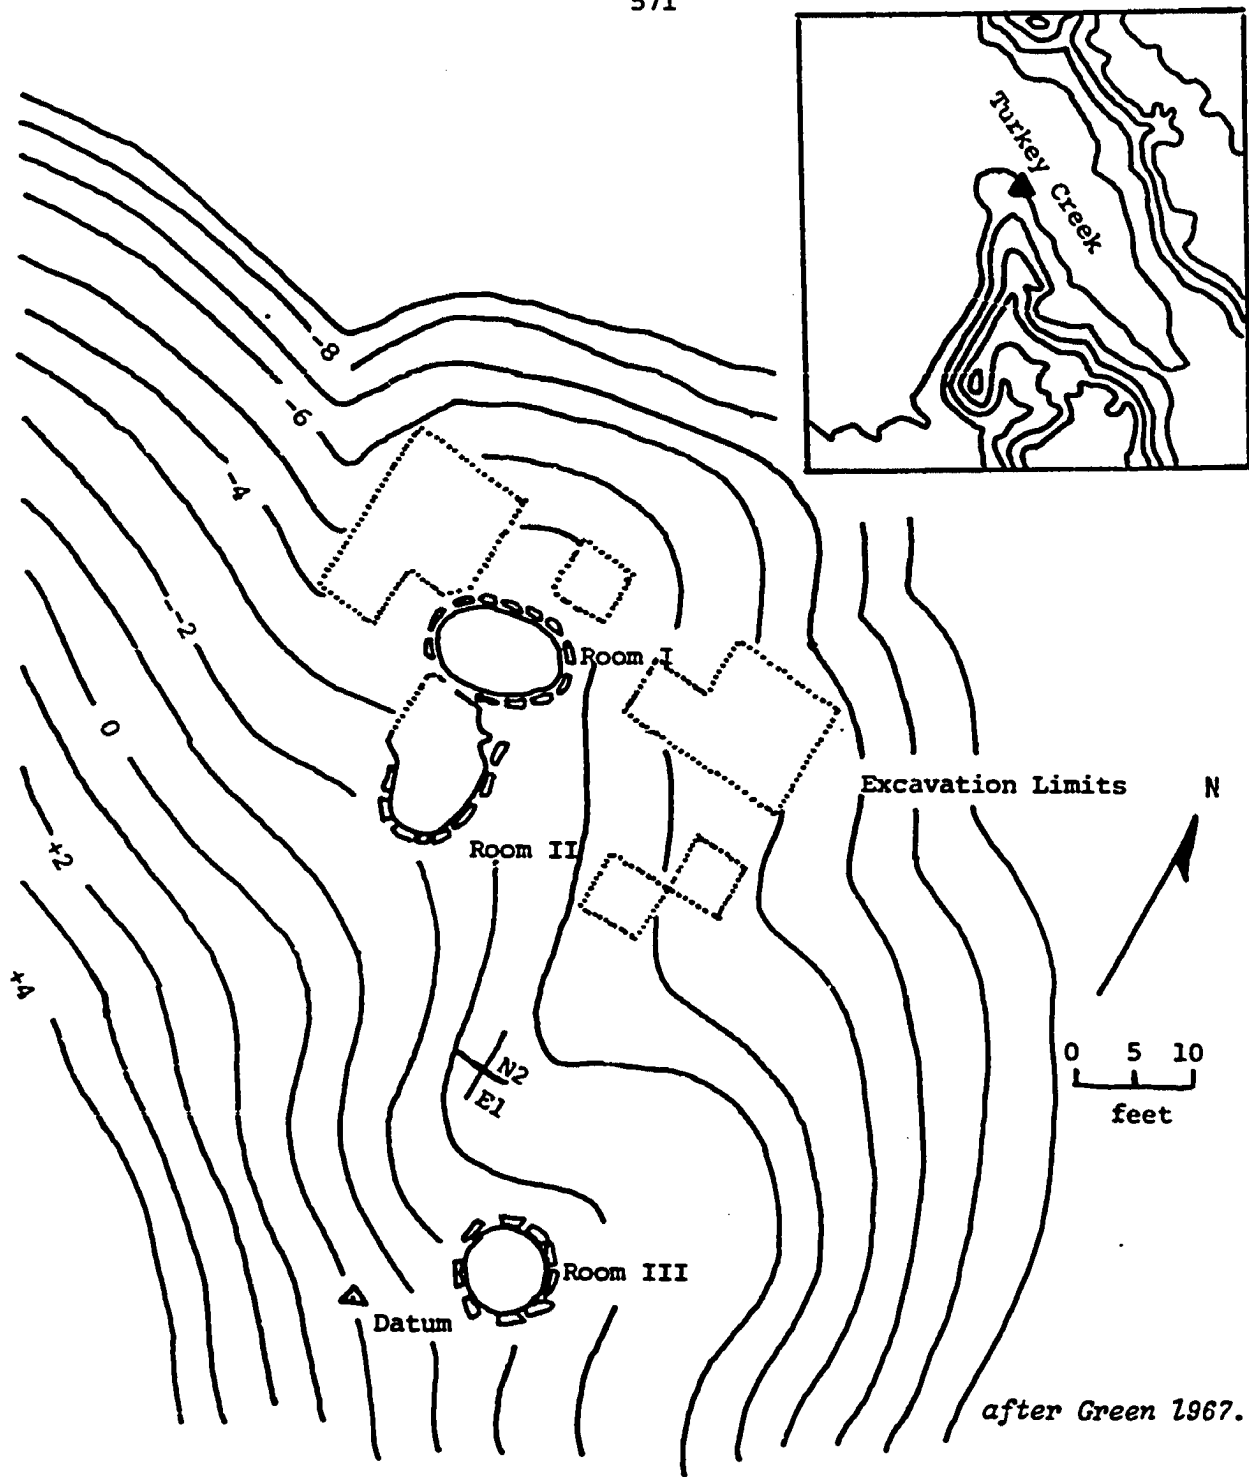 571
Turkey Creek
-8
-6
-4
-2
0
+2
+4
Room I
Room II
Excavation Limits
N
0 5 10
feet
N2
E1
Room III
Datum
after Green 1967.